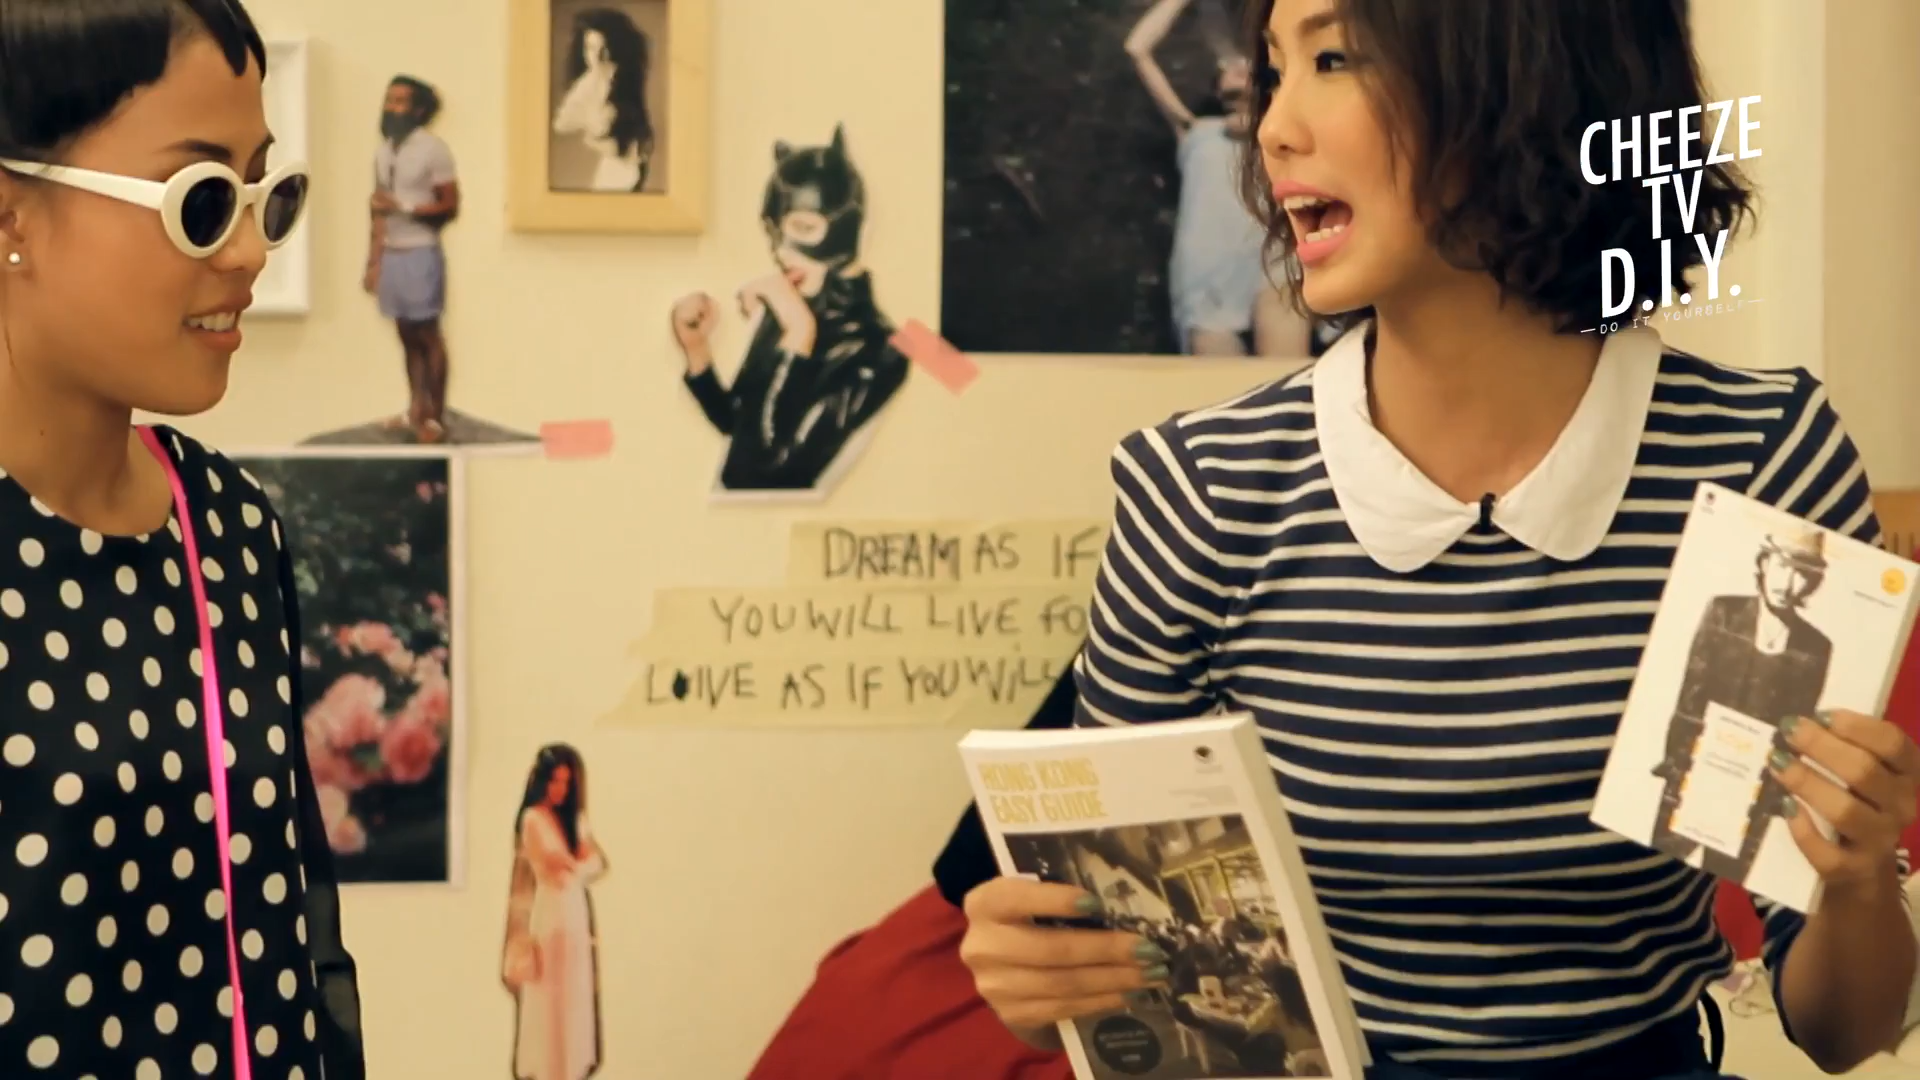 CHEEZE
TV
D.I.Y.
—DO IT YOURSELF—
DREAM AS IF
YOU WILL LIVE FO
LIVE AS IF YOU WILL
HONG KONG
EASY GUIDE